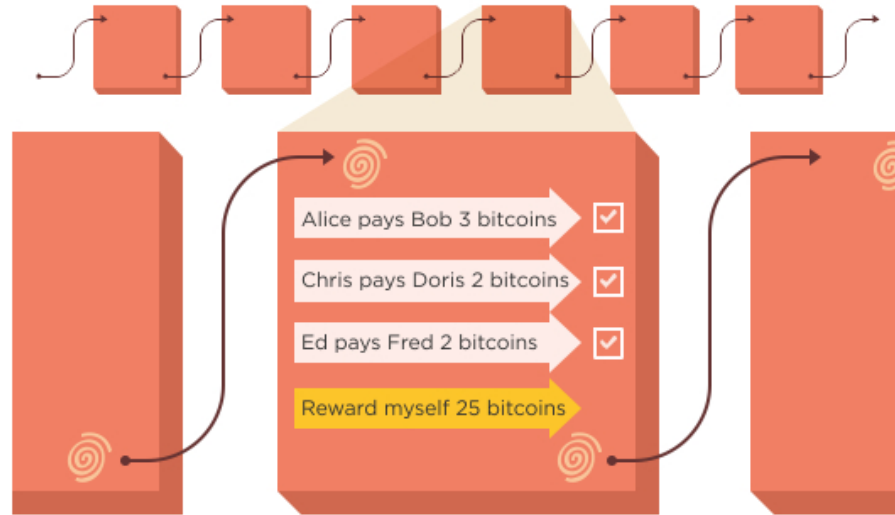 Alice pays Bob 3 bitcoins
Chris pays Doris 2 bitcoins
Ed pays Fred 2 bitcoins
Reward myself 25 bitcoins